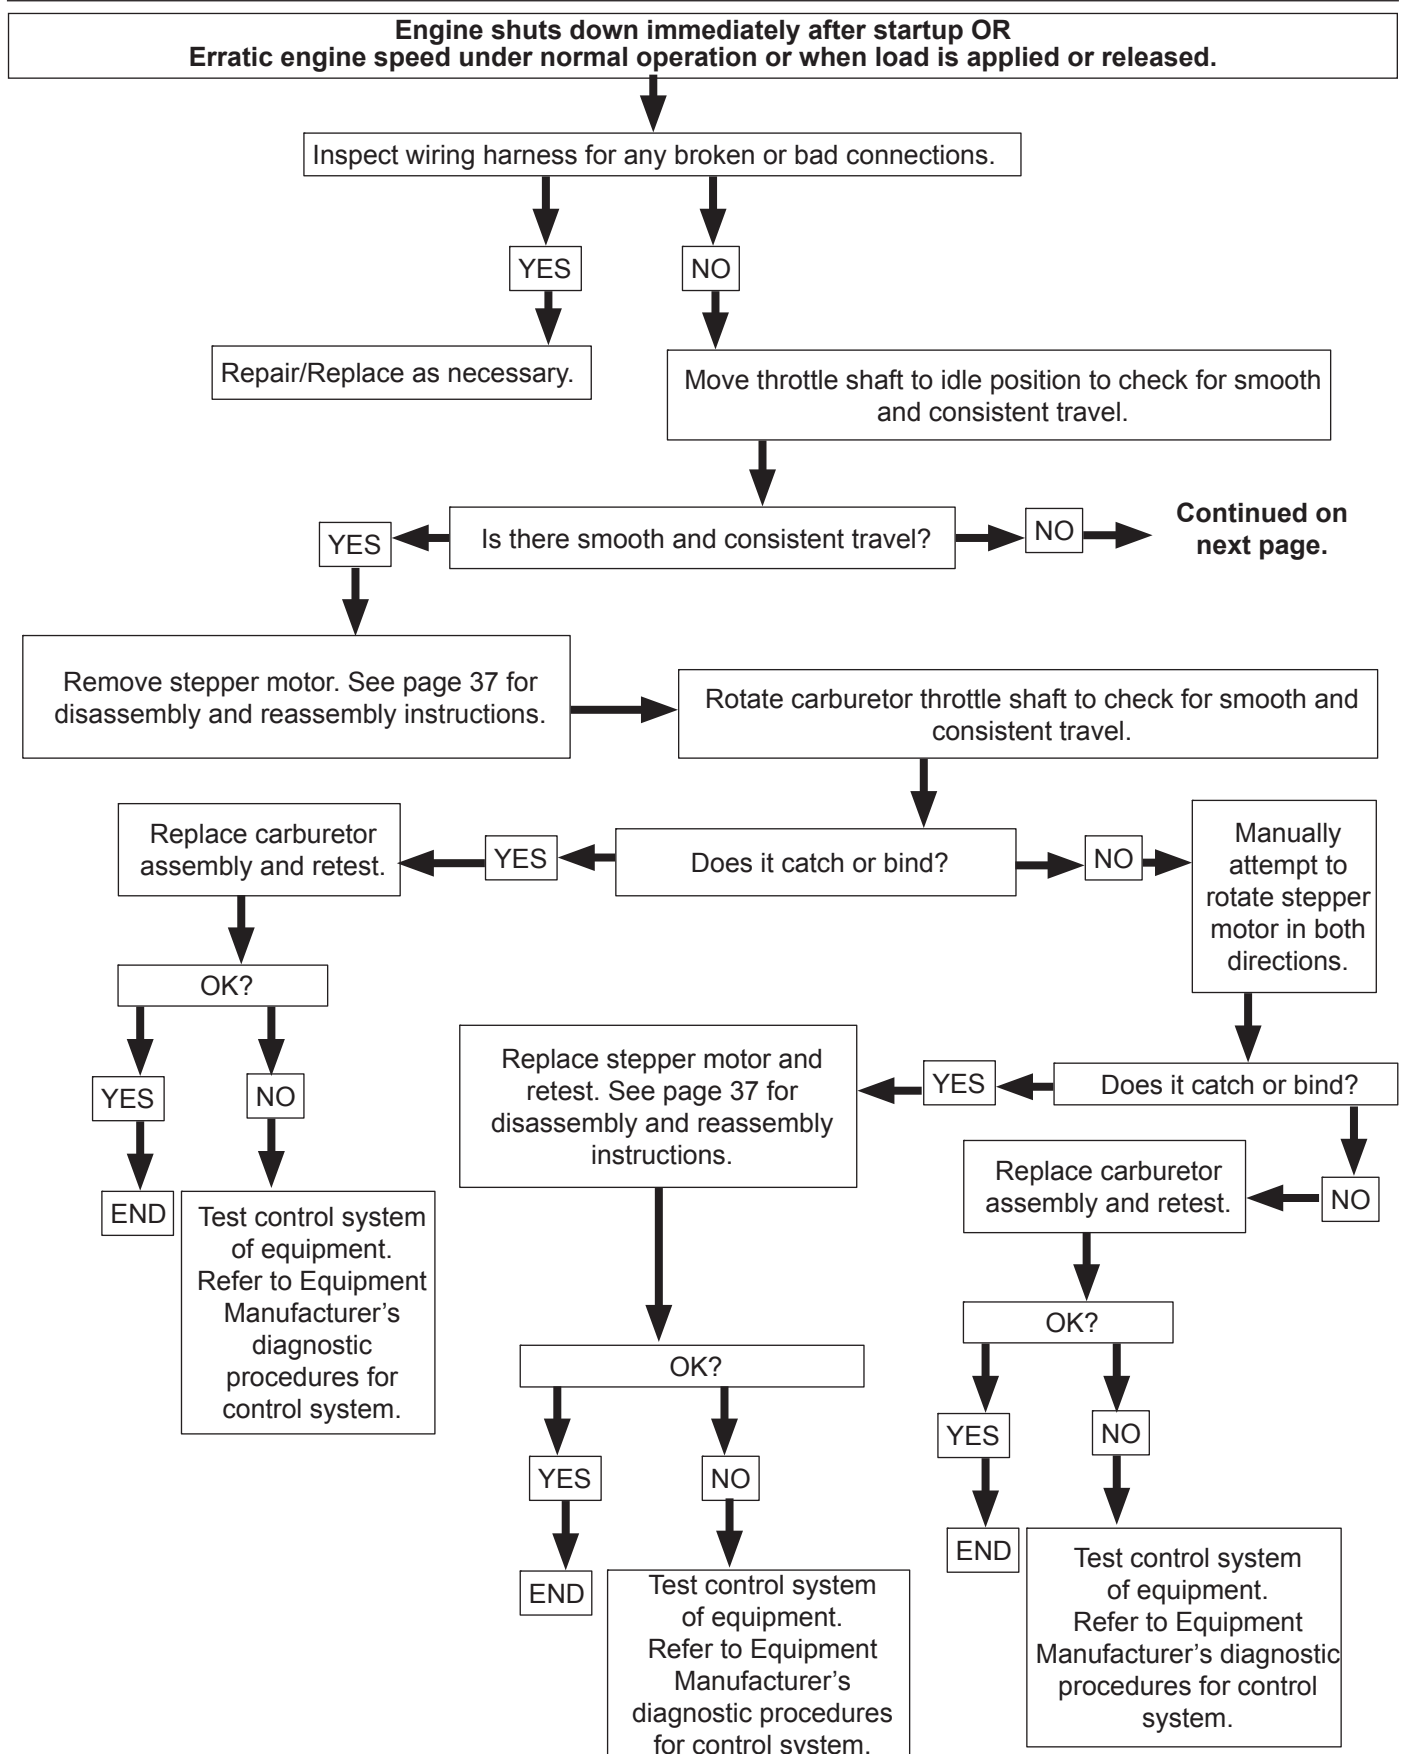 Engine shuts down immediately after startup OR
Erratic engine speed under normal operation or when load is applied or released.
Inspect wiring harness for any broken or bad connections.
YES
NO
Repair/Replace as necessary.
Move throttle shaft to idle position to check for smooth
and consistent travel.
YES
Is there smooth and consistent travel?
NO
Continued on
next page.
Remove stepper motor. See page 37 for
disassembly and reassembly instructions.
Rotate carburetor throttle shaft to check for smooth and
consistent travel.
Replace carburetor
assembly and retest.
YES
Does it catch or bind?
NO
Manually
attempt to
rotate stepper
motor in both
directions.
OK?
YES
NO
END
Test control system
of equipment.
Refer to Equipment
Manufacturer’s
diagnostic
procedures for
control system.
Replace stepper motor and
retest. See page 37 for
disassembly and reassembly
instructions.
YES
Does it catch or bind?
NO
Replace carburetor
assembly and retest.
OK?
YES
NO
END
Test control system
of equipment.
Refer to Equipment
Manufacturer’s
diagnostic procedures
for control system.
OK?
YES
NO
END
Test control system
of equipment.
Refer to Equipment
Manufacturer’s diagnostic
procedures for control
system.